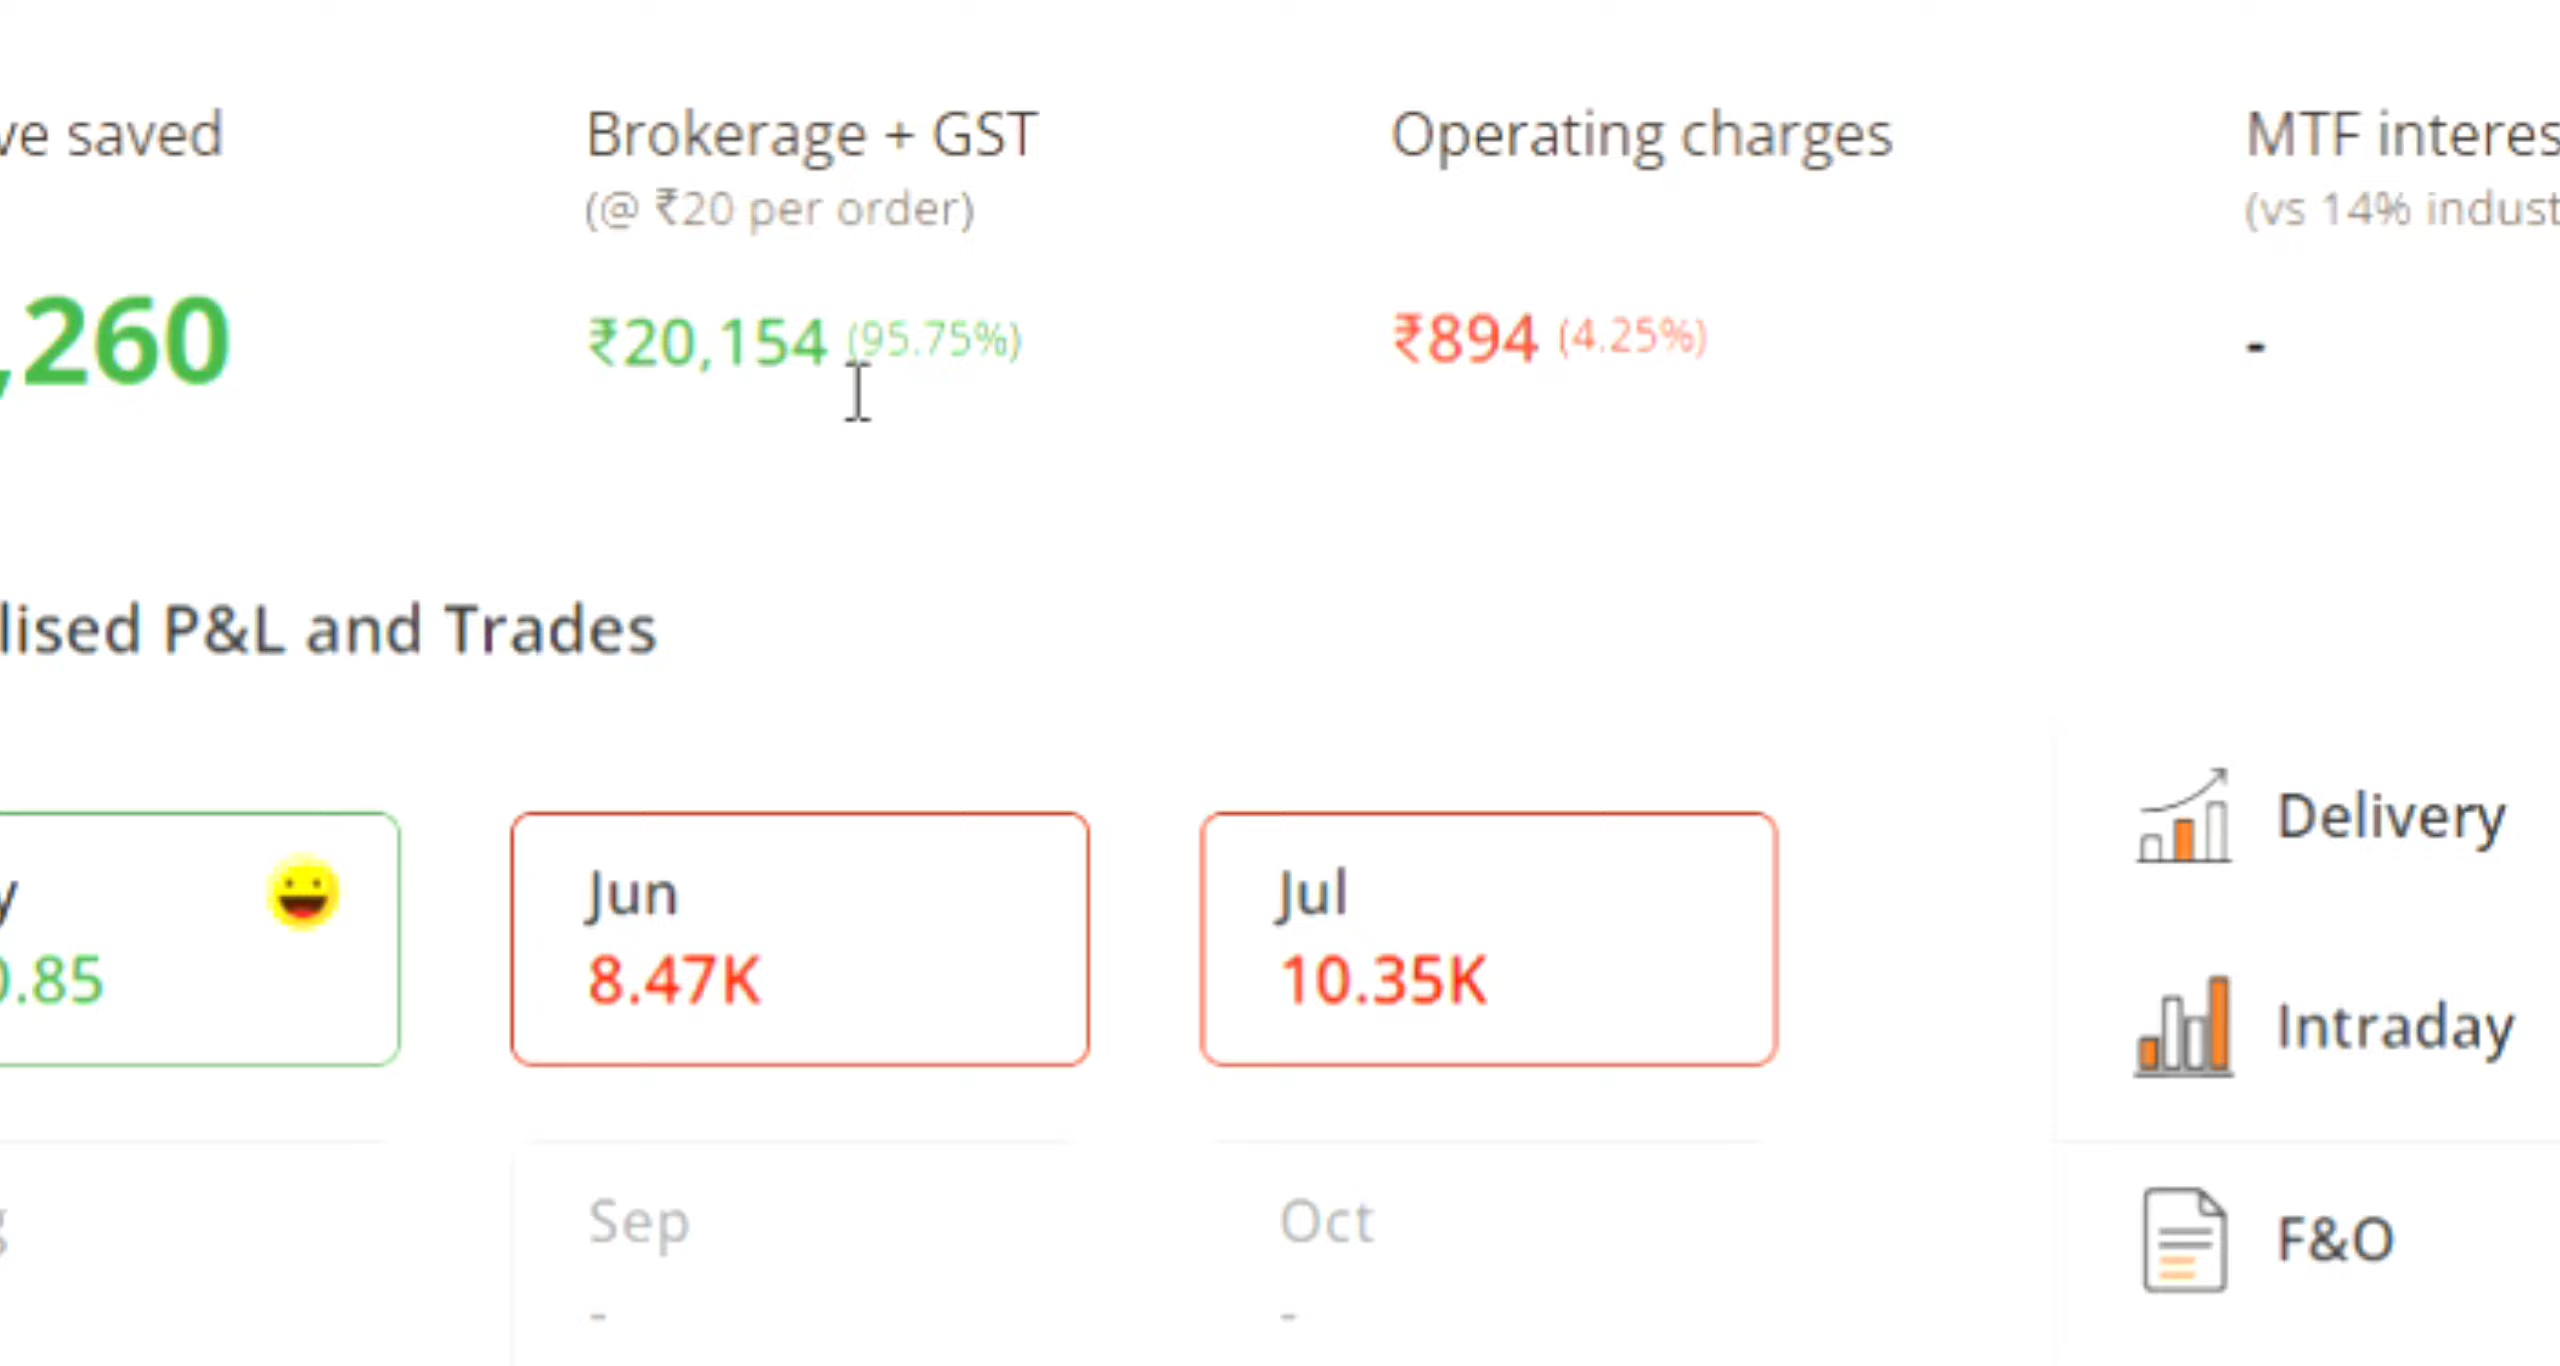 ve saved
Brokerage + GST
(@ ₹20 per order)
Operating charges
MTF interes
(vs 14% indust
,260
₹20,154 (95.75%)
₹894 (4.25%)
-
lised P&L and Trades
y
0.85
Jun
8.47K
Jul
10.35K
Delivery
Intraday
g
Sep
-
Oct
-
F&O